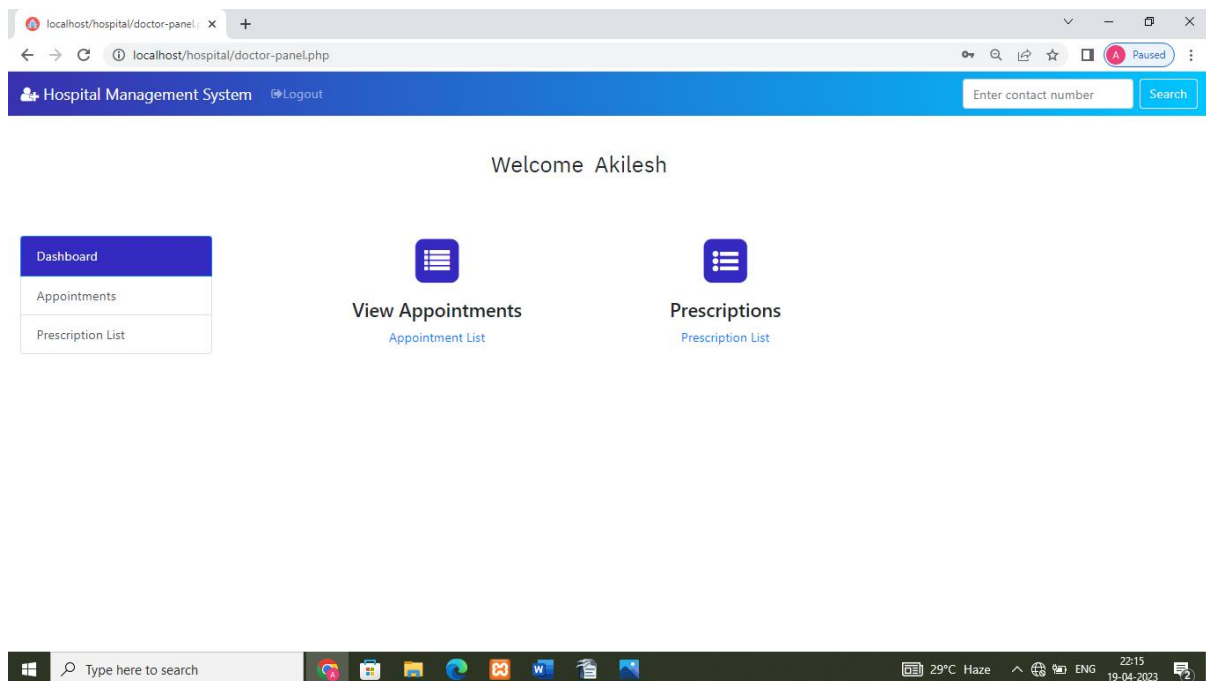 localhost/hospital/doctor-panel.
localhost/hospital/doctor-panel.php
A Paused
Hospital Management System Logout
Enter contact number Search
Welcome Akilesh
Dashboard
Appointments
Prescription List
View Appointments
Appointment List
Prescriptions
Prescription List
Type here to search
29°C Haze
ENG
22:15
19-04-2023
2